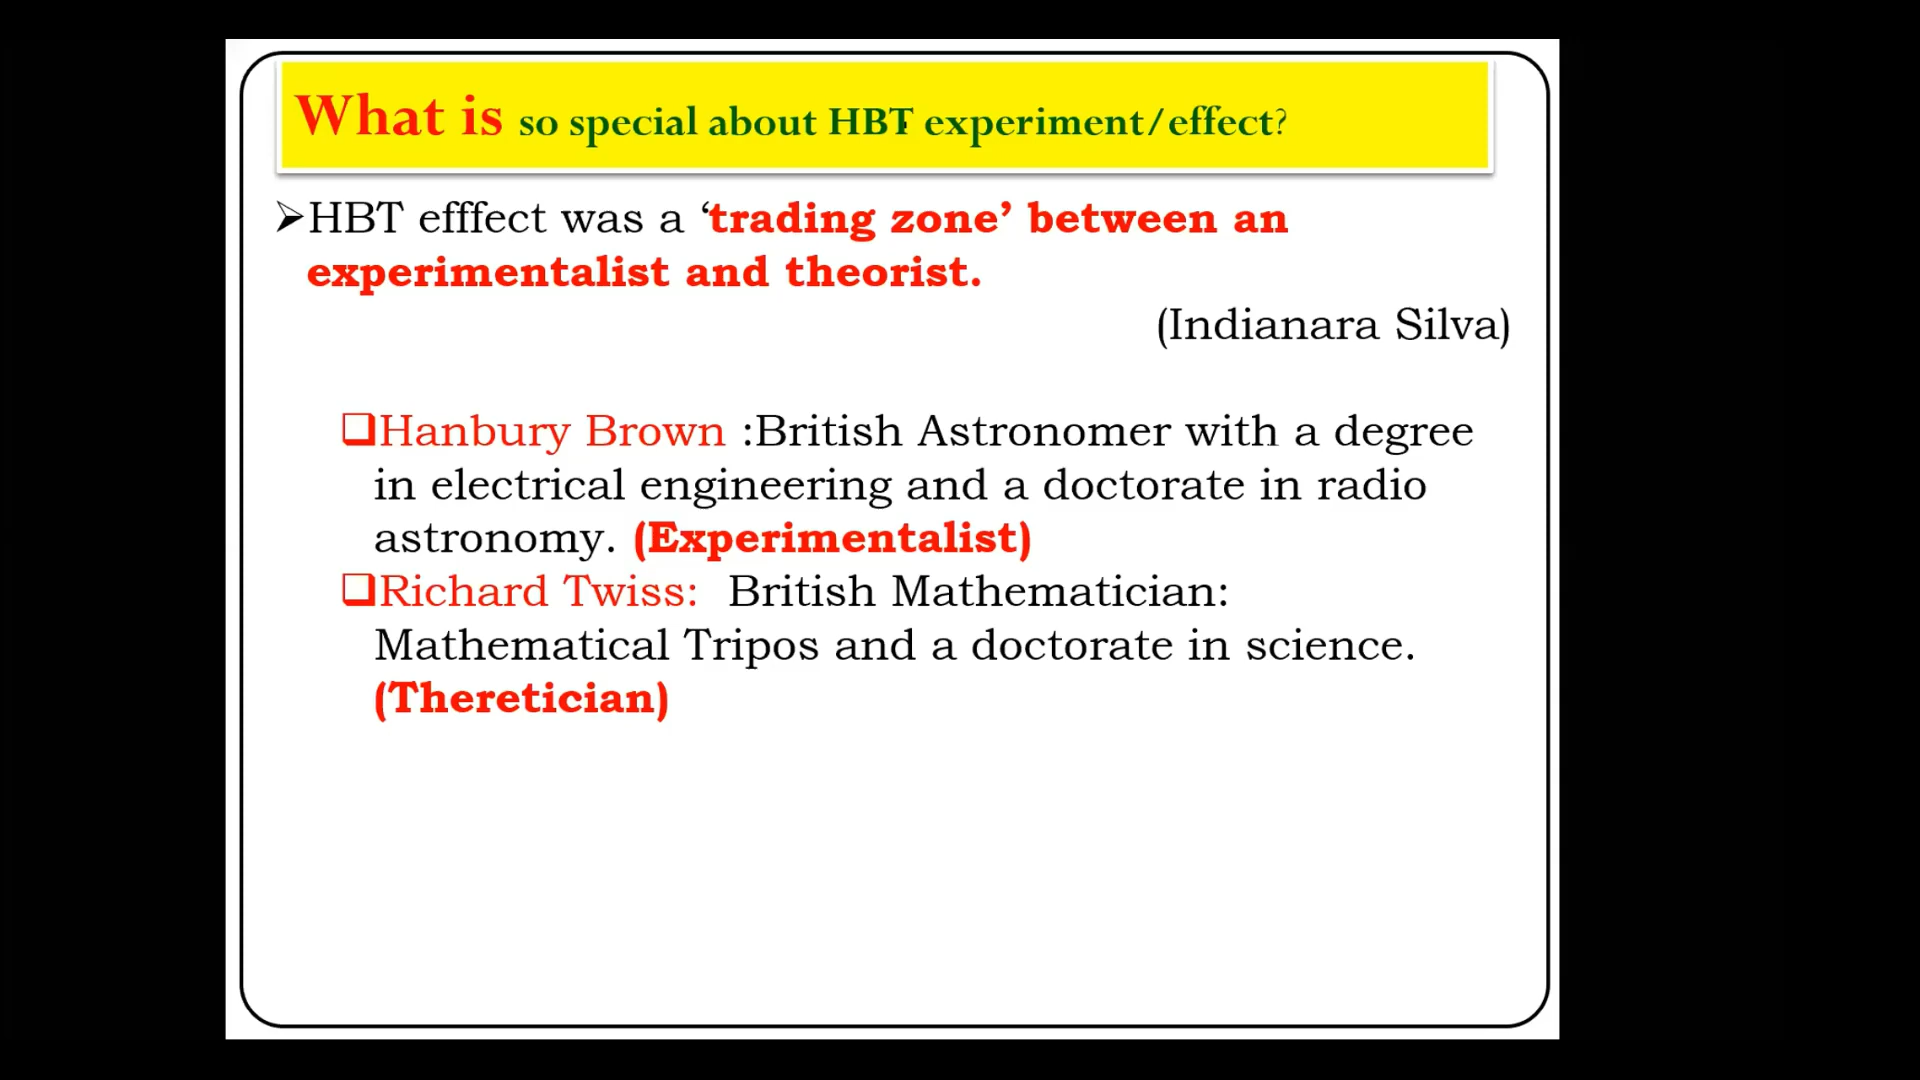 What is so special about HBT experiment/effect?
➢HBT efffect was a ‘trading zone’ between an
experimentalist and theorist.
(Indianara Silva)
❑Hanbury Brown :British Astronomer with a degree
in electrical engineering and a doctorate in radio
astronomy. (Experimentalist)
❑Richard Twiss: British Mathematician:
Mathematical Tripos and a doctorate in science.
(Theretician)